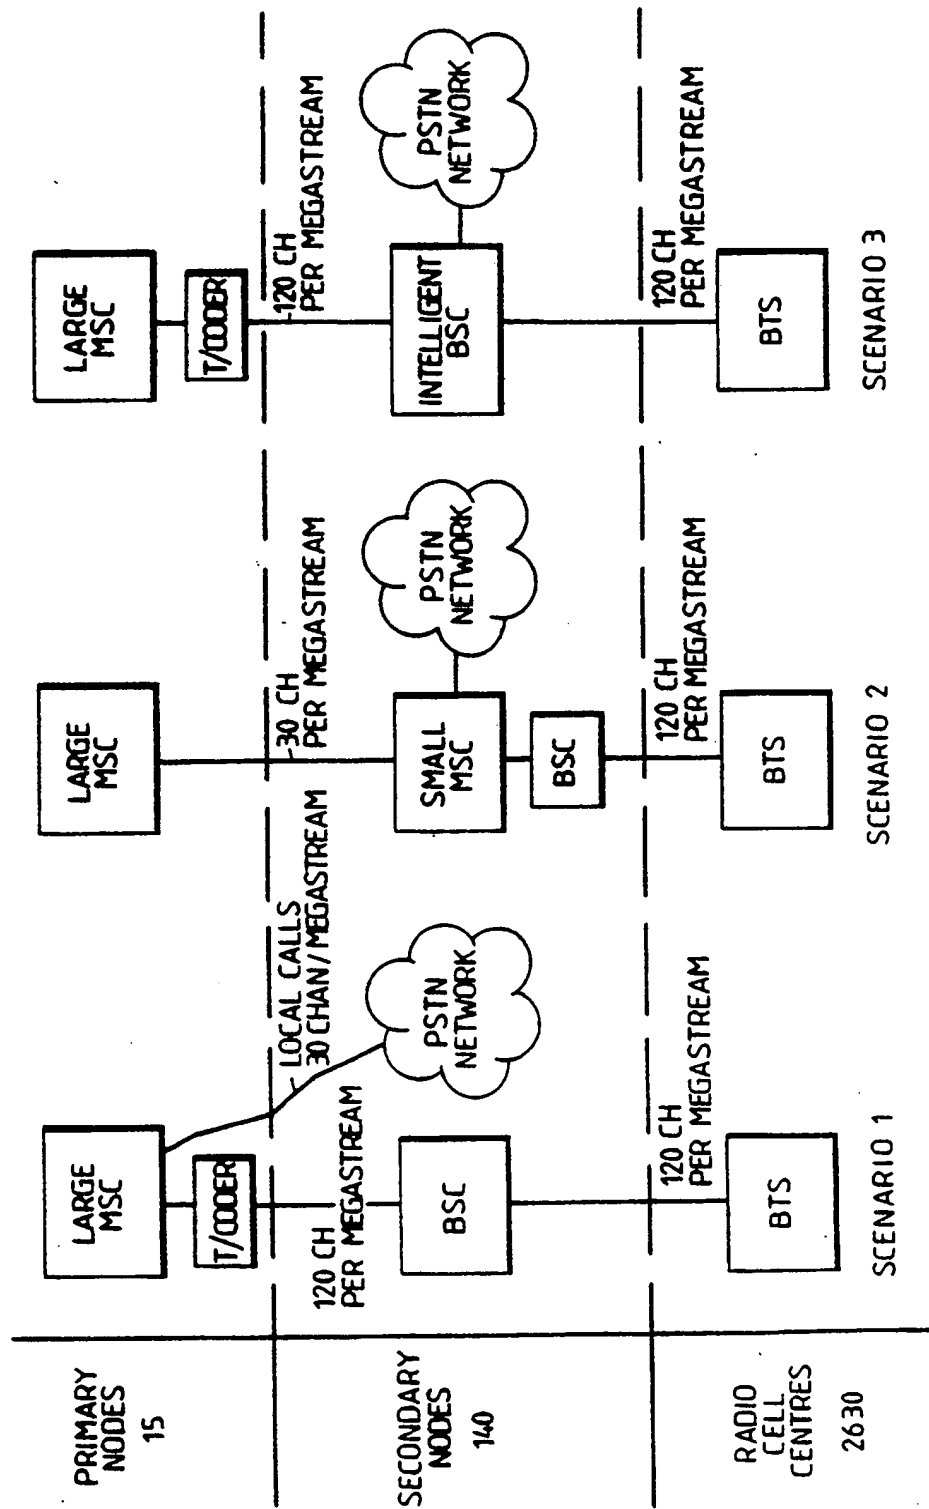 PRIMARY
NODES
15
LARGE
MSC
T/CODER
LARGE
MSC
LARGE
MSC
T/CODER
SECONDARY
NODES
140
120 CH
PER MEGASTREAM
LOCAL CALLS
30 CHAN/MEGASTREAM
BSC
PSTN
NETWORK
30 CH
PER MEGASTREAM
SMALL
MSC
BSC
PSTN
NETWORK
120 CH
PER MEGASTREAM
INTELLIGENT
BSC
PSTN
NETWORK
RADIO
CELL
CENTRES
2630
120 CH
PER MEGASTREAM
BTS
120 CH
PER MEGASTREAM
BTS
120 CH
PER MEGASTREAM
BTS
SCENARIO 1
SCENARIO 2
SCENARIO 3